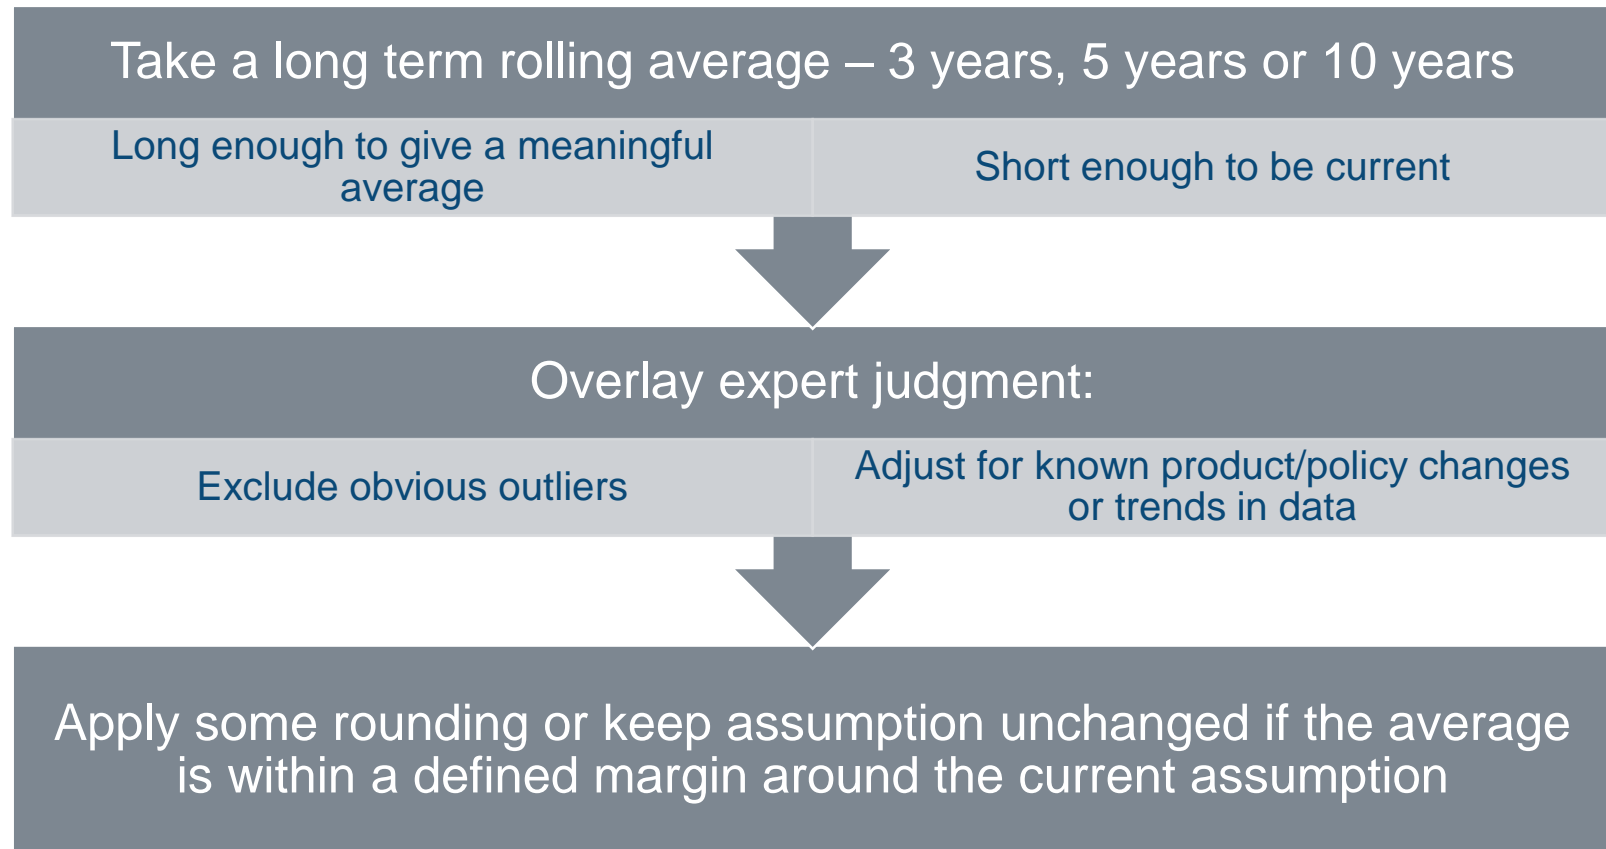 Take a long term rolling average – 3 years, 5 years or 10 years
Long enough to give a meaningful
average
Short enough to be current
Overlay expert judgment:
Exclude obvious outliers
Adjust for known product/policy changes
or trends in data
Apply some rounding or keep assumption unchanged if the average
is within a defined margin around the current assumption